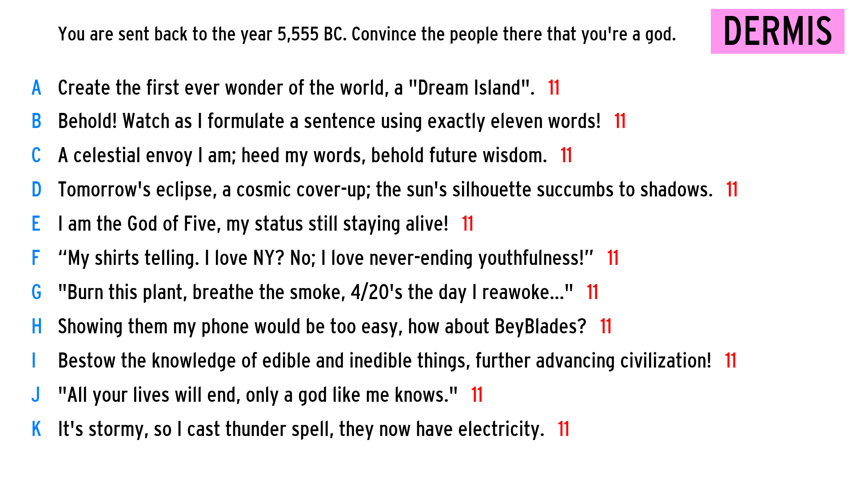 You are sent back to the year 5,555 BC. Convince the people there that you're a god.
DERMIS
A Create the first ever wonder of the world, a "Dream Island". 11
B Behold! Watch as I formulate a sentence using exactly eleven words! 11
C A celestial envoy I am; heed my words, behold future wisdom. 11
D Tomorrow's eclipse, a cosmic cover-up; the sun's silhouette succumbs to shadows. 11
E I am the God of Five, my status still staying alive! 11
F “My shirts telling. I love NY? No; I love never-ending youthfulness!” 11
G "Burn this plant, breathe the smoke, 4/20's the day I reawoke..." 11
H Showing them my phone would be too easy, how about BeyBlades? 11
I Bestow the knowledge of edible and inedible things, further advancing civilization! 11
J "All your lives will end, only a god like me knows." 11
K It's stormy, so I cast thunder spell, they now have electricity. 11